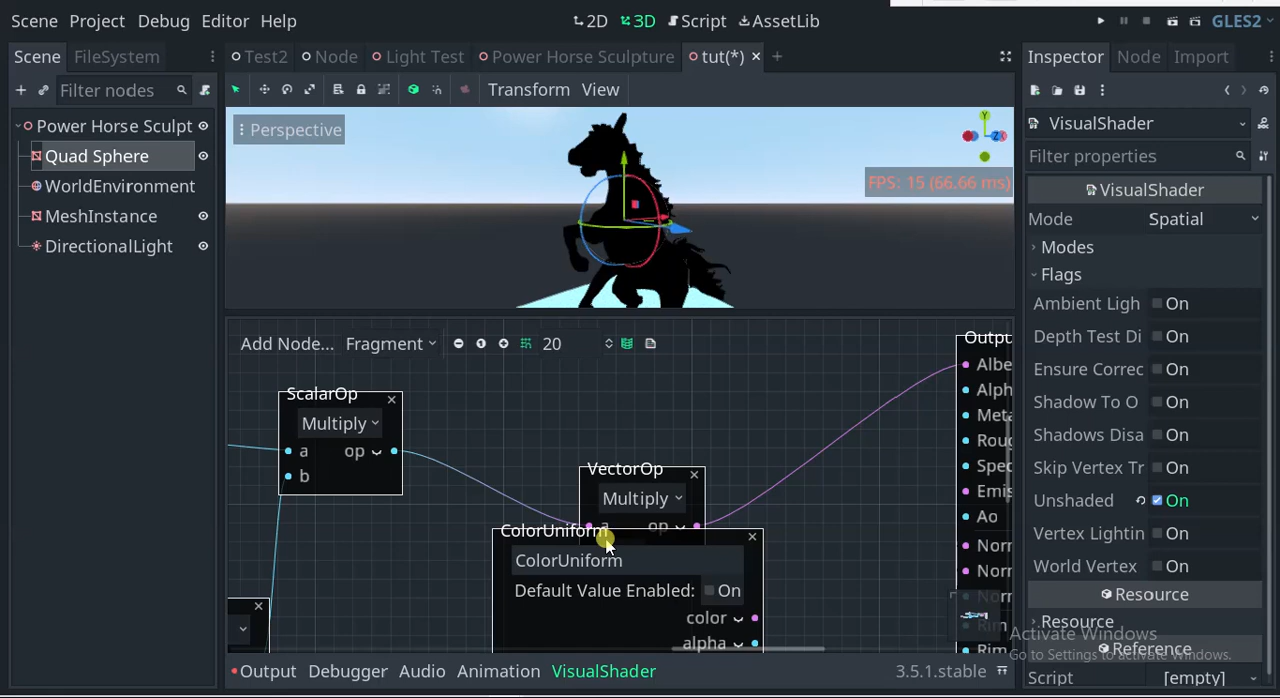 Scene Project Debug Editor Help 2D 3D Script AssetLib GLES2
Scene FileSystem Test2 Node Light Test Power Horse Sculpture tut(*) Inspector Node Import
Filter nodes Transform View
Power Horse Sculpt Perspective VisualShader
Quad Sphere Filter properties
FPS: 15 (66.66 ms)
WorldEnvironment VisualShader
MeshInstance Mode Spatial
DirectionalLight Modes
Flags
Ambient Ligh On
Depth Test Di On
Add Node... Fragment 20 Outpu
Albe Ensure Correc On
ScalarOp Alph Shadow To O On
Multiply Meta Shadows Disa On
a op Rou
b VectorOp Spec Skip Vertex Tr On
Multiply Emis Unshaded On
a op Ao
ColorUniform Vertex Lightin On
ColorUniform Norr World Vertex On
Default Value Enabled: On Norr
Resource
color Resource
alpha Rim
Activate Windows
Go to Settings to activate Windows.
Reference
Output Debugger Audio Animation VisualShader 3.5.1.stable Script [empty]